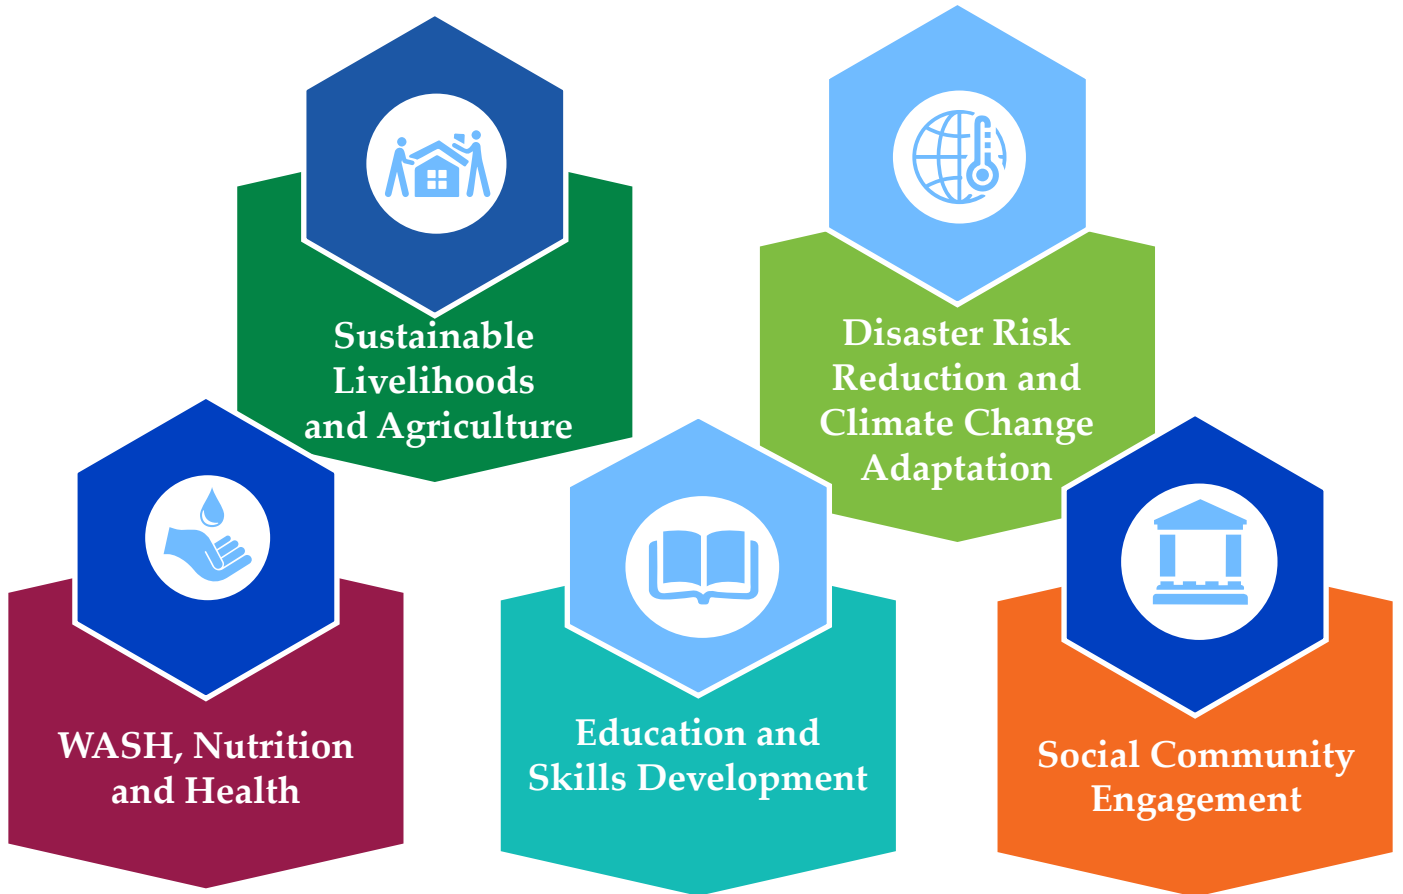 Sustainable
Livelihoods
and Agriculture
Disaster Risk
Reduction and
Climate Change
Adaptation
WASH, Nutrition
and Health
Education and
Skills Development
Social Community
Engagement